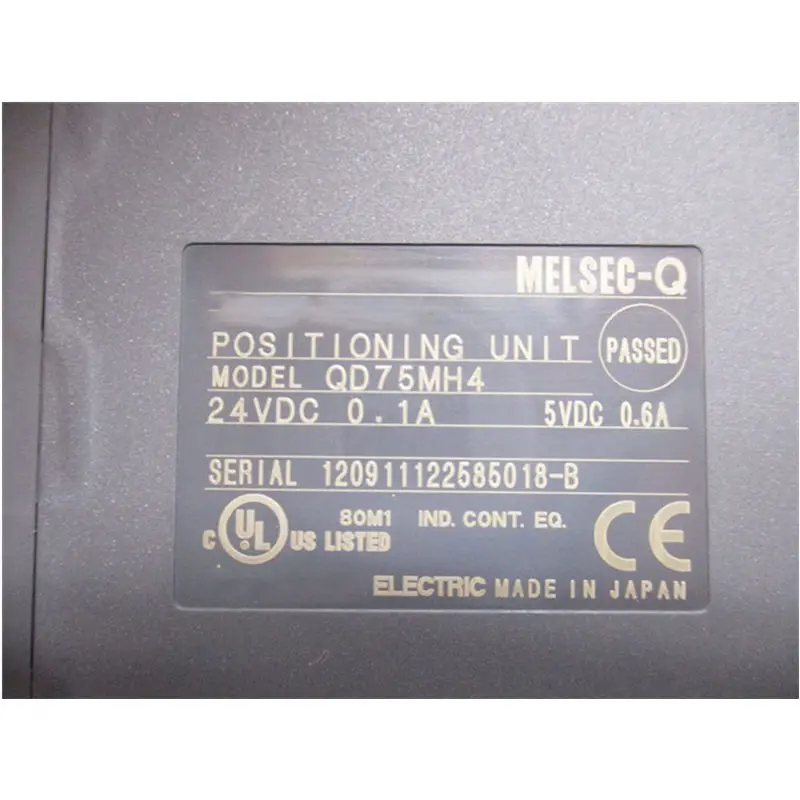 MELSEC-Q
POSITIONING UNIT
PASSED
MODEL QD75MH4
24VDC 0.1A 5VDC 0.6A
SERIAL 120911122585018-B
C UL US LISTED
80M1 IND. CONT. EQ.
CE
ELECTRIC MADE IN JAPAN